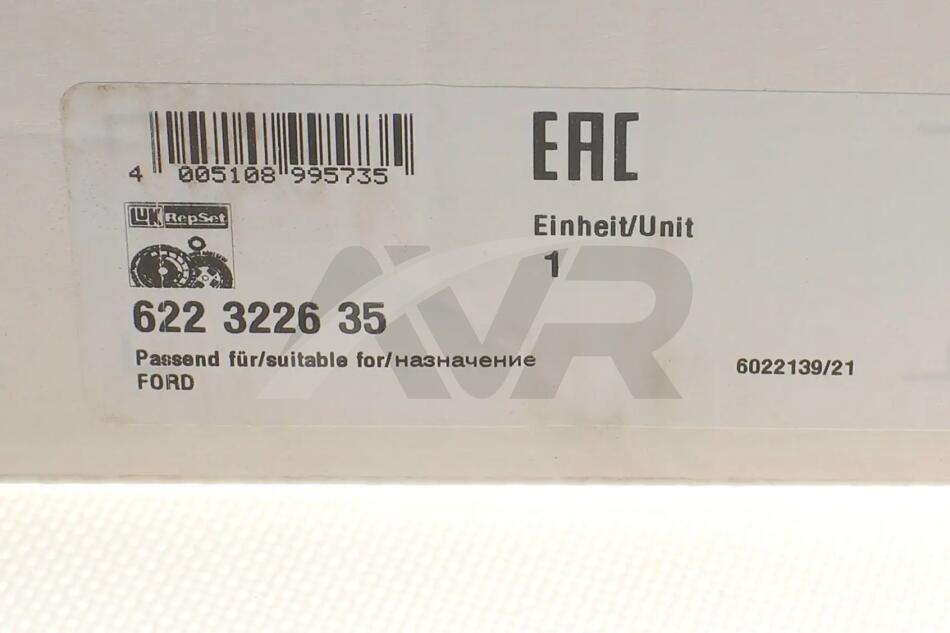 4 005108 995735
EAC
LUK RepSet
Einheit/Unit
1
622 3226 35
Passend für/suitable for/назначение
FORD
6022139/21
AVR